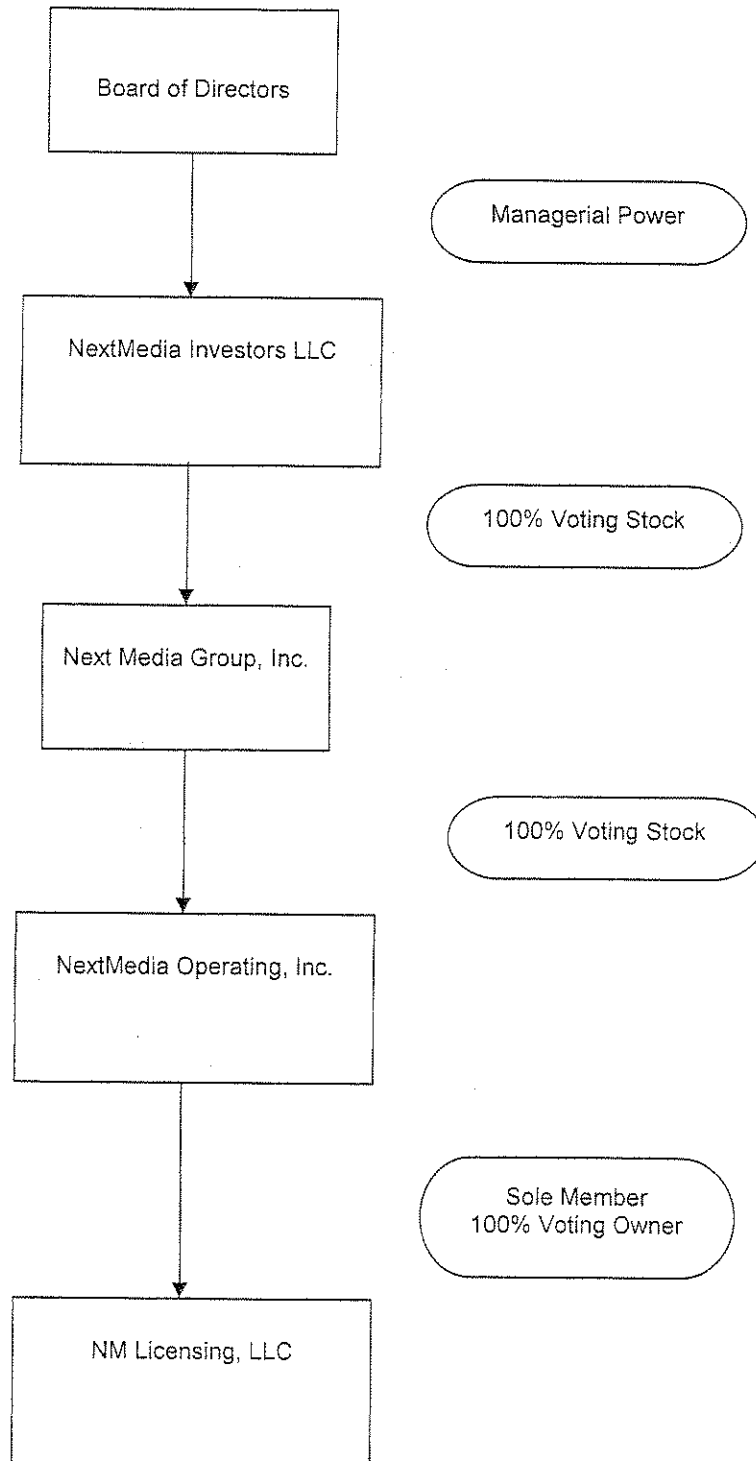 Board of Directors
Managerial Power
NextMedia Investors LLC
100% Voting Stock
Next Media Group, Inc.
100% Voting Stock
NextMedia Operating, Inc.
Sole Member
100% Voting Owner
NM Licensing, LLC